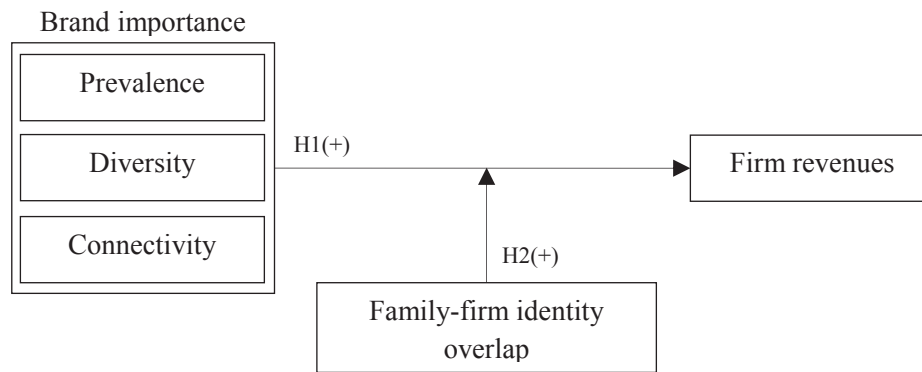 Brand importance
Prevalence
Diversity
Connectivity
H1(+)
Firm revenues
H2(+)
Family-firm identity
overlap